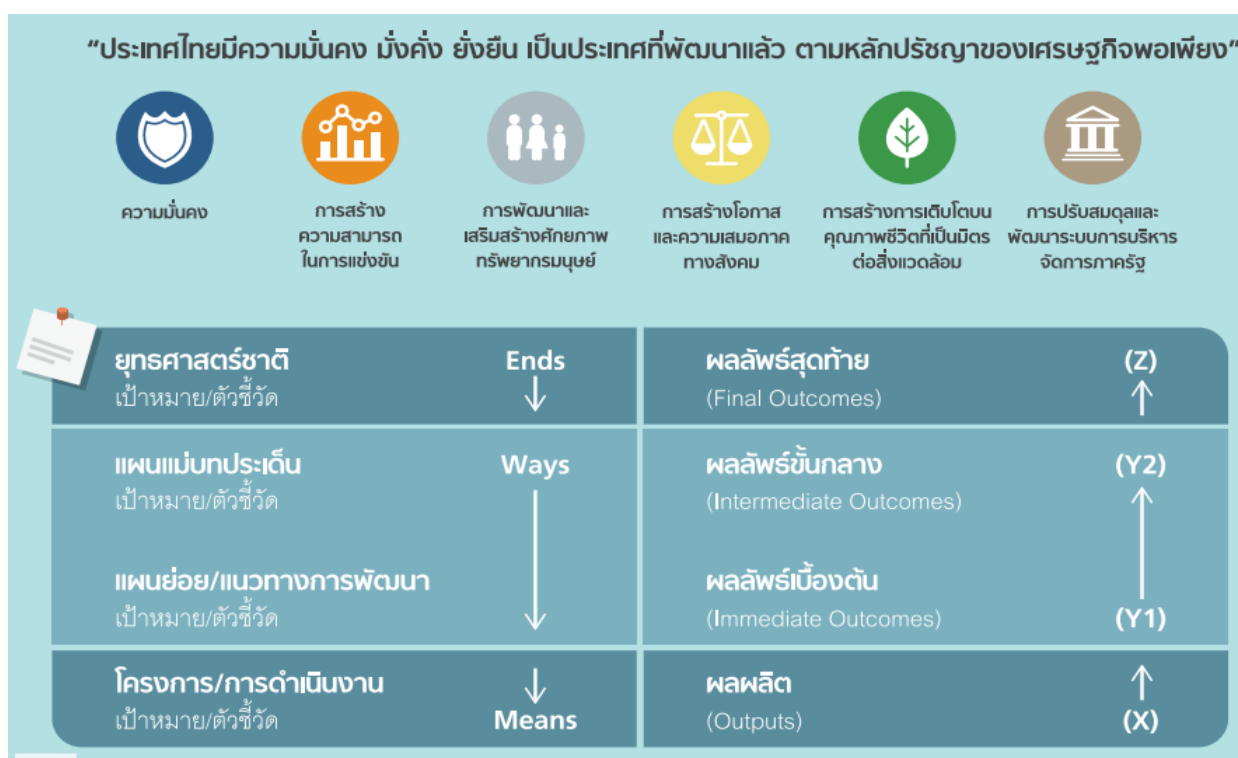 “ประเทศไทยมีความมั่นคง มั่งคั่ง ยั่งยืน เป็นประเทศที่พัฒนาแล้ว ตามหลักปรัชญาของเศรษฐกิจพอเพียง”
ความมั่นคง
การสร้าง
ความสามารถ
ในการแข่งขัน
การพัฒนาและ
เสริมสร้างศักยภาพ
ทรัพยากรมนุษย์
การสร้างโอกาส
และความเสมอภาค
ทางสังคม
การสร้างการเติบโตบน
คุณภาพชีวิตที่เป็นมิตร
ต่อสิ่งแวดล้อม
การปรับสมดุลและ
พัฒนาระบบการบริหาร
จัดการภาครัฐ
ยุทธศาสตร์ชาติ
เป้าหมาย/ตัวชี้วัด
Ends
ผลลัพธ์สุดท้าย
(Final Outcomes)
(Z)
แผนแม่บทประเด็น
เป้าหมาย/ตัวชี้วัด
Ways
ผลลัพธ์ขั้นกลาง
(Intermediate Outcomes)
(Y2)
แผนย่อย/แนวทางการพัฒนา
เป้าหมาย/ตัวชี้วัด
ผลลัพธ์เบื้องต้น
(Immediate Outcomes)
(Y1)
โครงการ/การดำเนินงาน
เป้าหมาย/ตัวชี้วัด
Means
ผลผลิต
(Outputs)
(X)